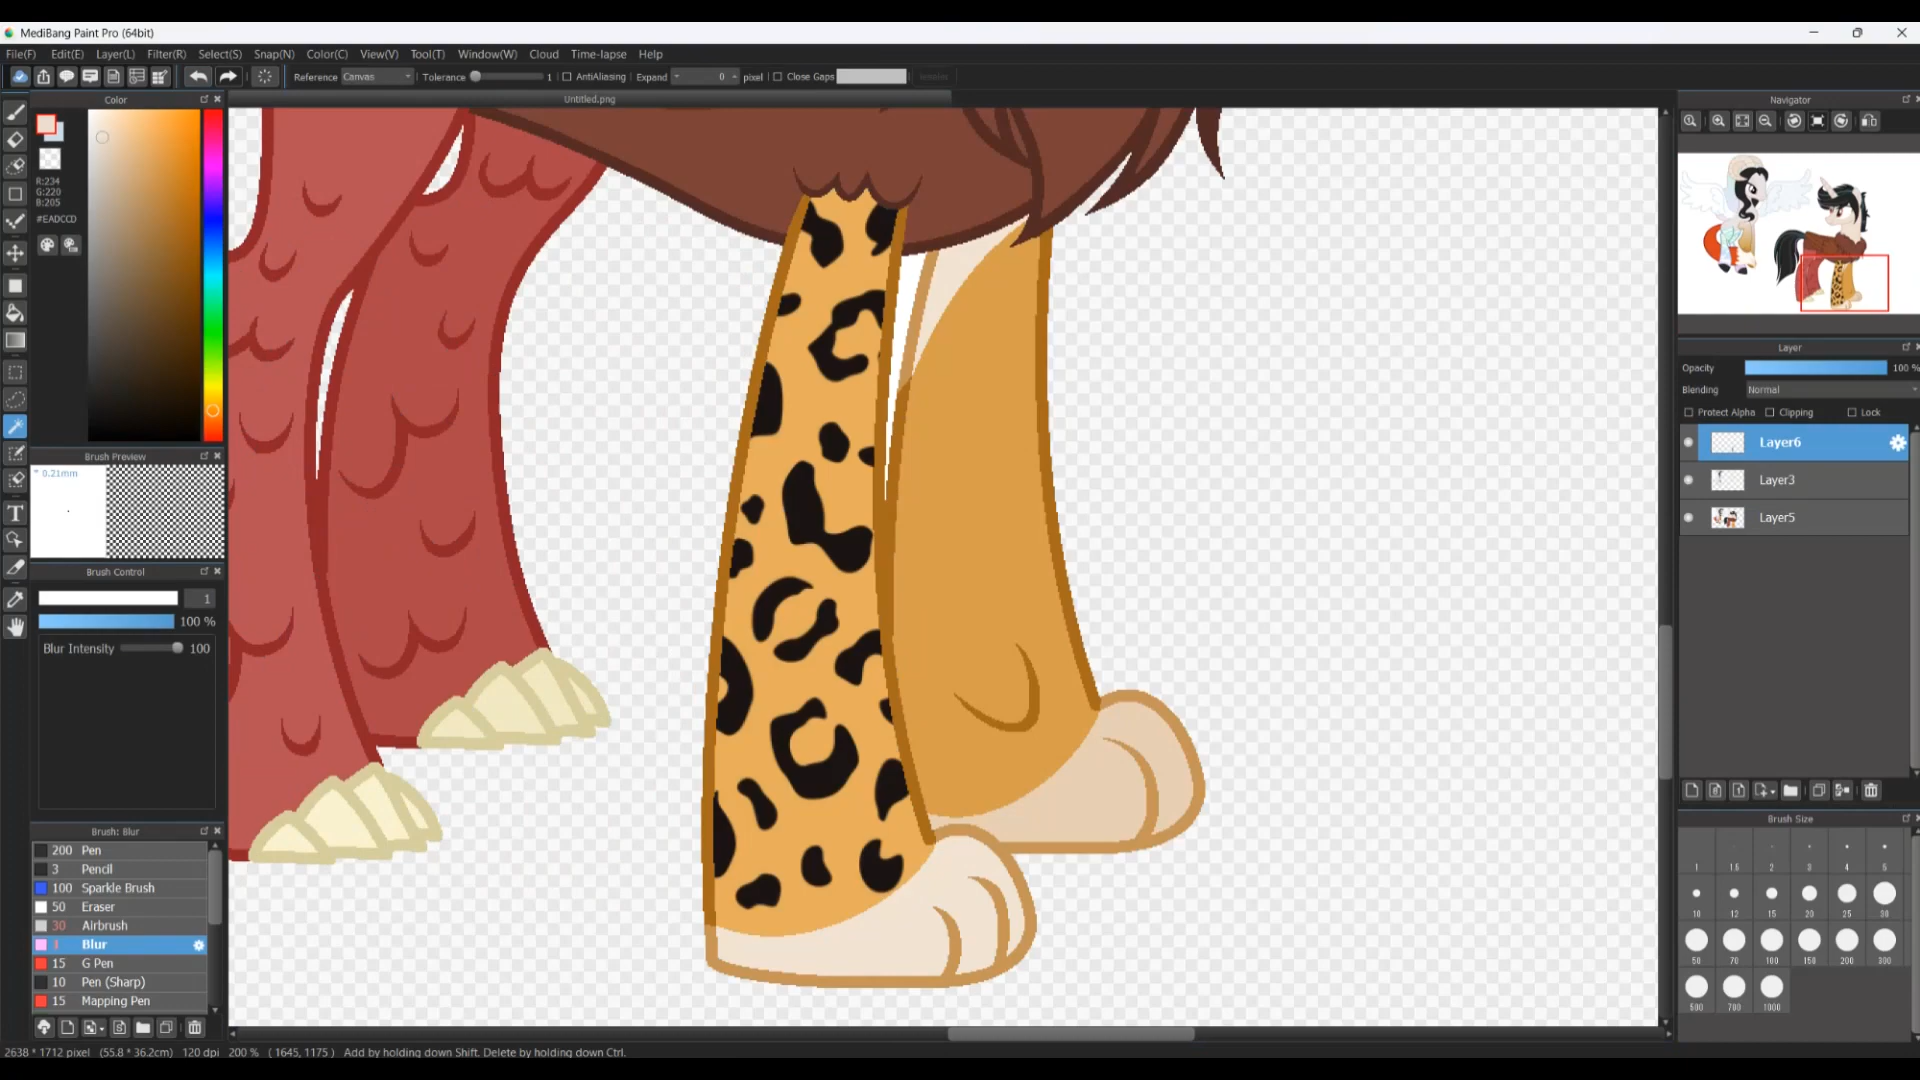 MediBang Paint Pro (64bit)
File(F) Edit(E) Layer(L) Filter(R) Select(S) Snap(N) Color(C) View(V) Tool(T) Window(W) Cloud Time-lapse Help
Reference Canvas Tolerance 1 AntiAliasing Expand 0 pixel Close Gaps
Color
Untitled.png
Navigator
R:234
G:220
B:205
#EADCCD
Layer
Opacity 100 %
Blending Normal
Protect Alpha Clipping Lock
Layer6
Layer3
Layer5
Brush Preview
* 0.21mm
Brush Control
1
100 %
Blur Intensity 100
Brush Size
1 1.5 2 3 4 5
10 12 15 20 25 30
50 70 100 150 200 300
500 700 1000
Brush: Blur
200 Pen
3 Pencil
100 Sparkle Brush
50 Eraser
30 Airbrush
Blur
15 G Pen
10 Pen (Sharp)
15 Mapping Pen
2638 * 1712 pixel (55.8 * 36.2cm) 120 dpi 200 % ( 1645, 1175 ) Add by holding down Shift. Delete by holding down Ctrl.